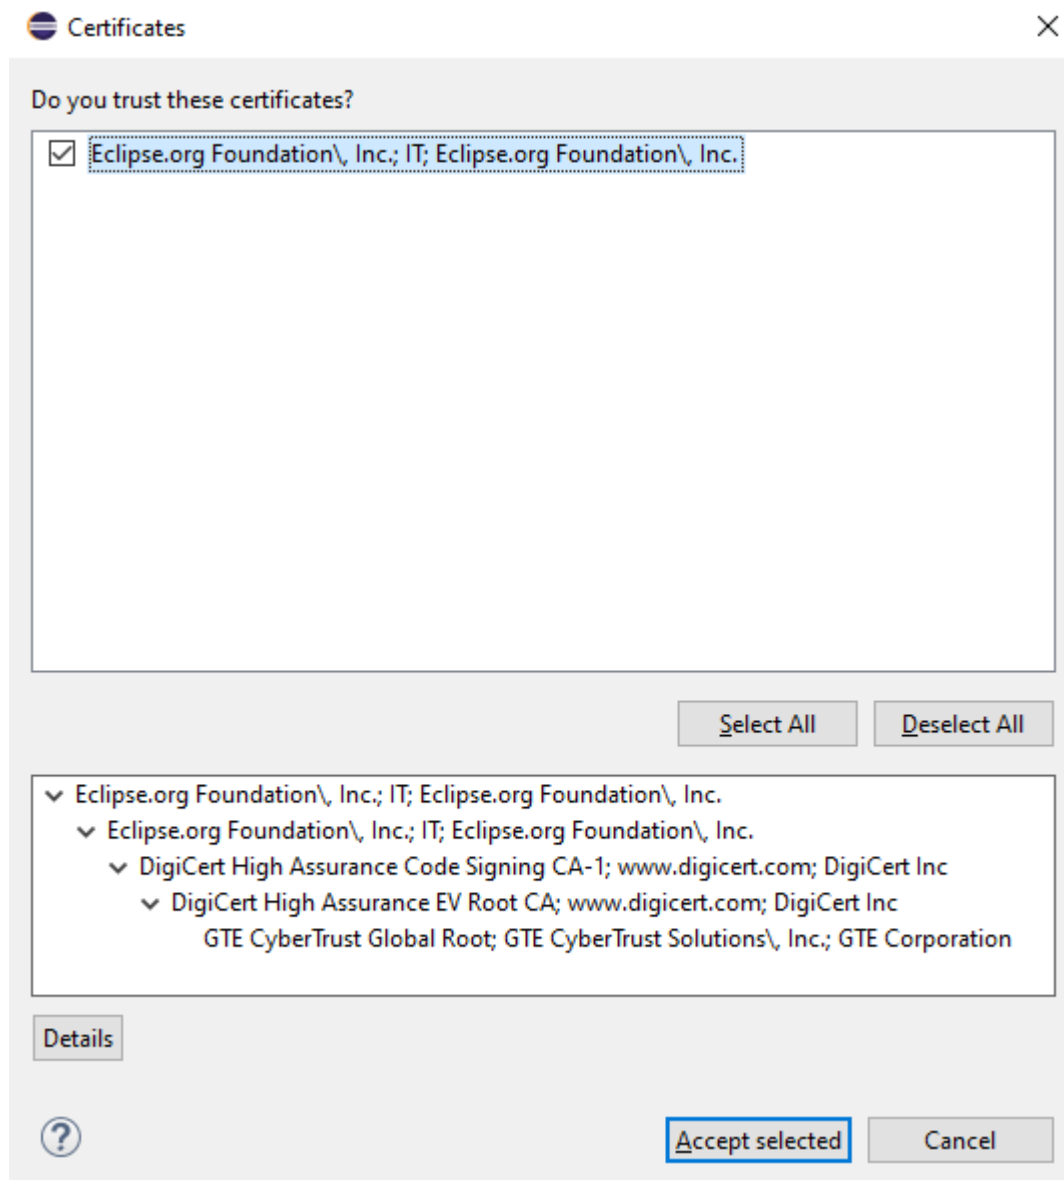 Certificates
Do you trust these certificates?
Eclipse.org Foundation\, Inc.; IT; Eclipse.org Foundation\, Inc.
Select All
Deselect All
Eclipse.org Foundation\, Inc.; IT; Eclipse.org Foundation\, Inc.
Eclipse.org Foundation\, Inc.; IT; Eclipse.org Foundation\, Inc.
DigiCert High Assurance Code Signing CA-1; www.digicert.com; DigiCert Inc
DigiCert High Assurance EV Root CA; www.digicert.com; DigiCert Inc
GTE CyberTrust Global Root; GTE CyberTrust Solutions\, Inc.; GTE Corporation
Details
?
Accept selected
Cancel